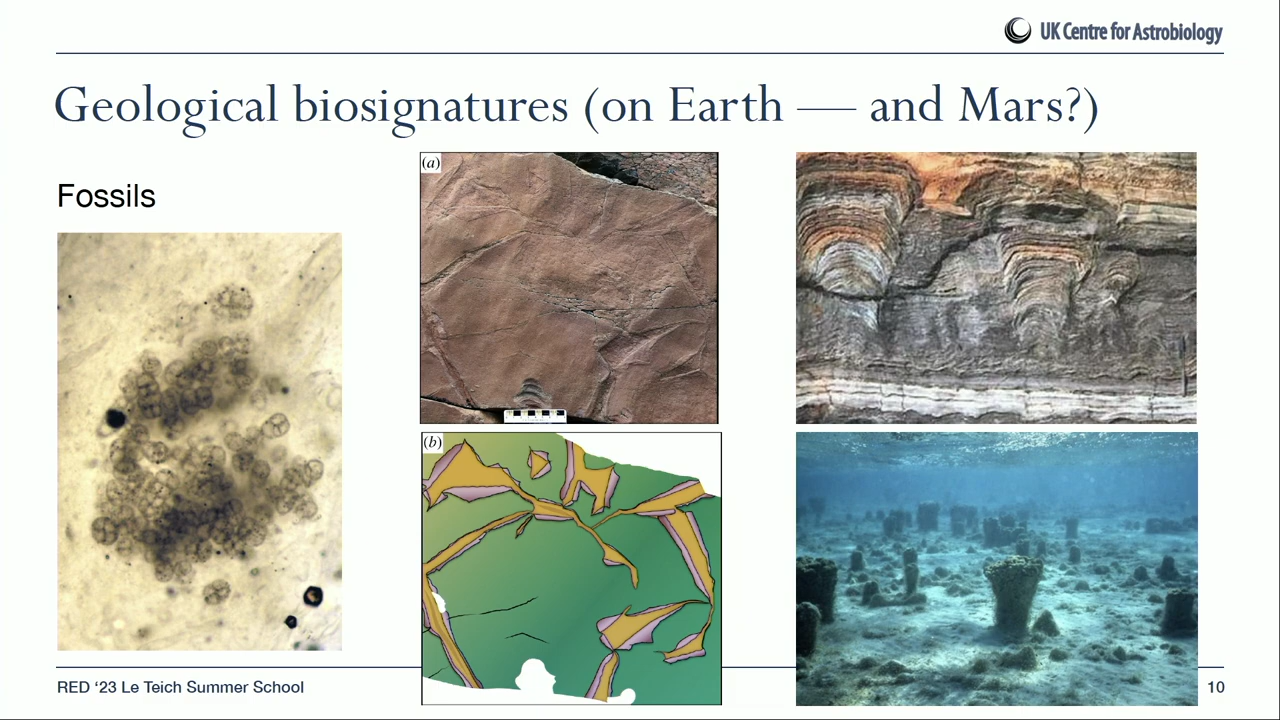 UK Centre for Astrobiology
Geological biosignatures (on Earth — and Mars?)
Fossils
(a)
(b)
RED ‘23 Le Teich Summer School
10